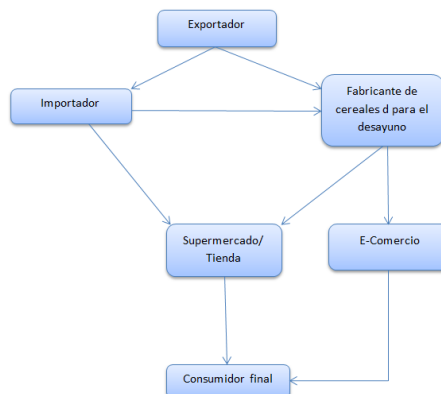 Exportador
Importador
Fabricante de
cereales d para el
desayuno
Supermercado/
Tienda
E-Comercio
Consumidor final